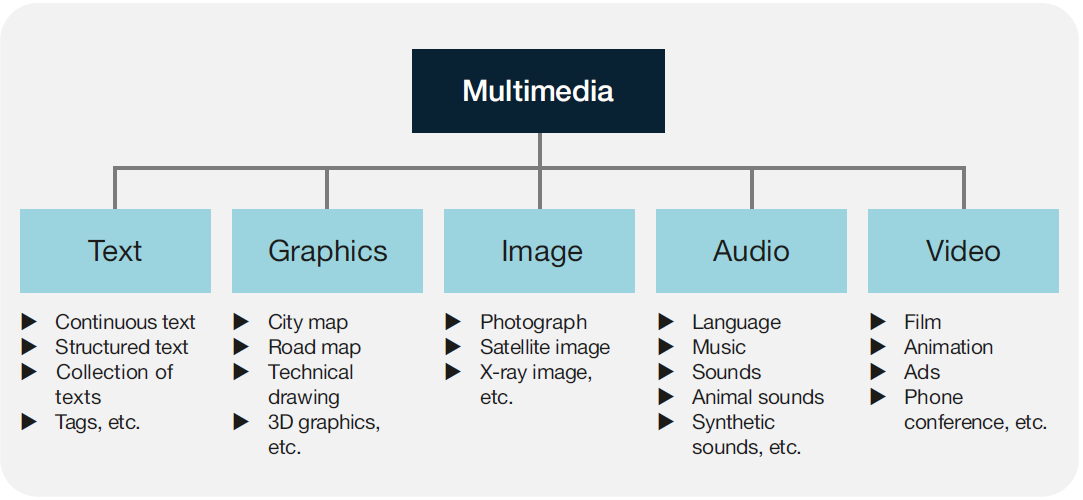 Multimedia
Text
Graphics
Image
Audio
Video
Continuous text
Structured text
Collection of
texts
Tags, etc.
City map
Road map
Technical
drawing
3D graphics,
etc.
Photograph
Satellite image
X-ray image,
etc.
Language
Music
Sounds
Animal sounds
Synthetic
sounds, etc.
Film
Animation
Ads
Phone
conference, etc.